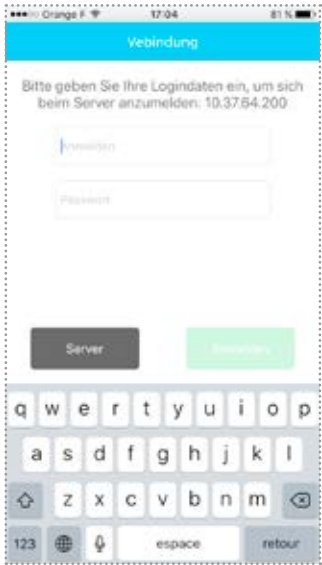 Orange F 17:04 81 %
Vebindung
Bitte geben Sie Ihre Logindaten ein, um sich
beim Server anzumelden: 10.37.64.200
Anmelden
Passwort
Server
q w e r t y u i o p
a s d f g h j k l
z x c v b n m
123 espace retour